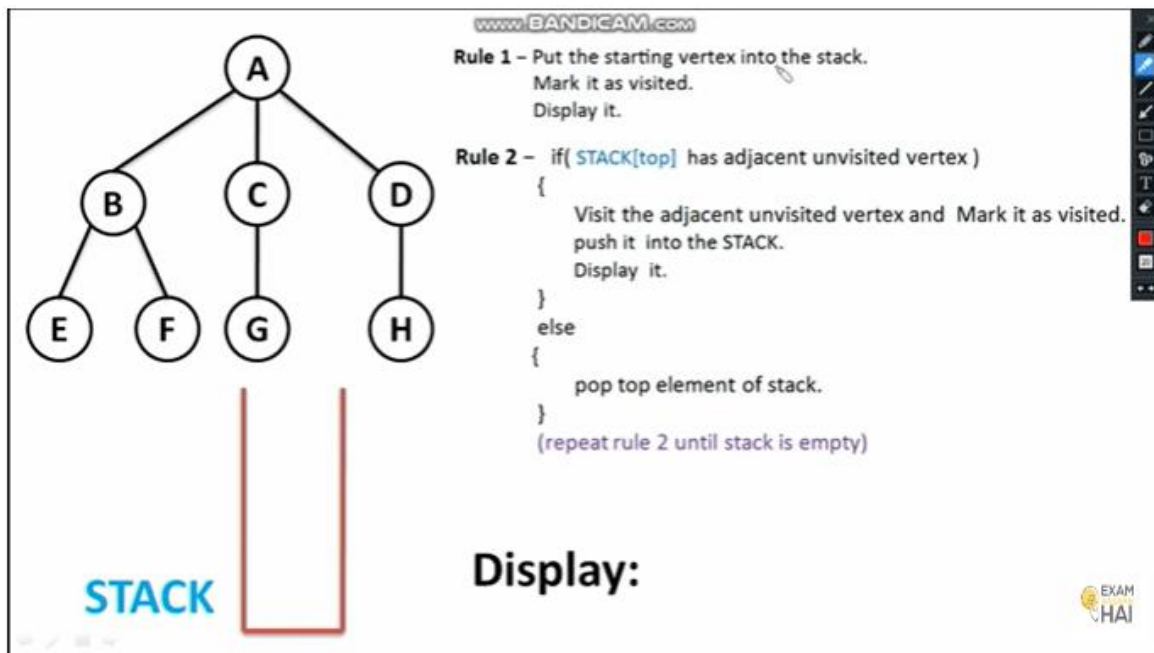 www.BANDICAM.com
Rule 1 – Put the starting vertex into the stack.
Mark it as visited.
Display it.
Rule 2 – if( STACK[top] has adjacent unvisited vertex )
{
Visit the adjacent unvisited vertex and Mark it as visited.
push it into the STACK.
Display it.
}
else
{
pop top element of stack.
}
(repeat rule 2 until stack is empty)
A
B
C
D
E
F
G
H
STACK
Display:
EXAM
HAI
T
20